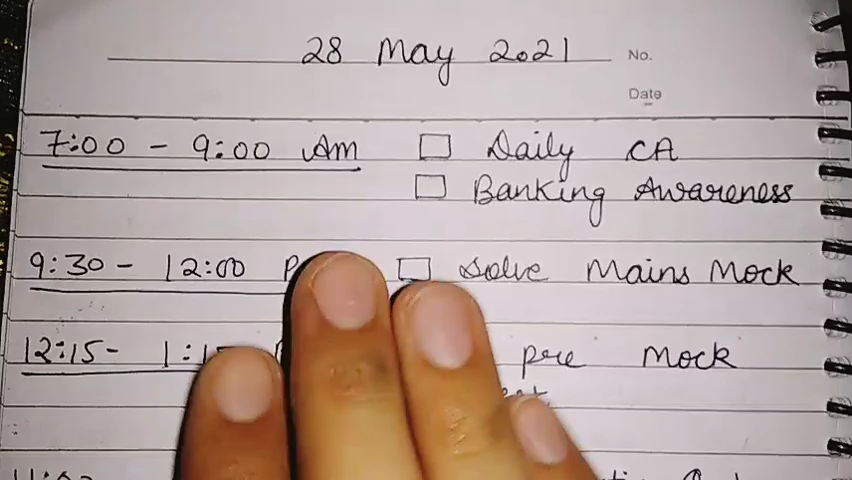 28 May 2021
No.
Date
7:00 - 9:00 AM □ Daily CA
□ Banking Awareness
9:30 - 12:00 P □ Solve Mains Mock
12:15 - pre Mock